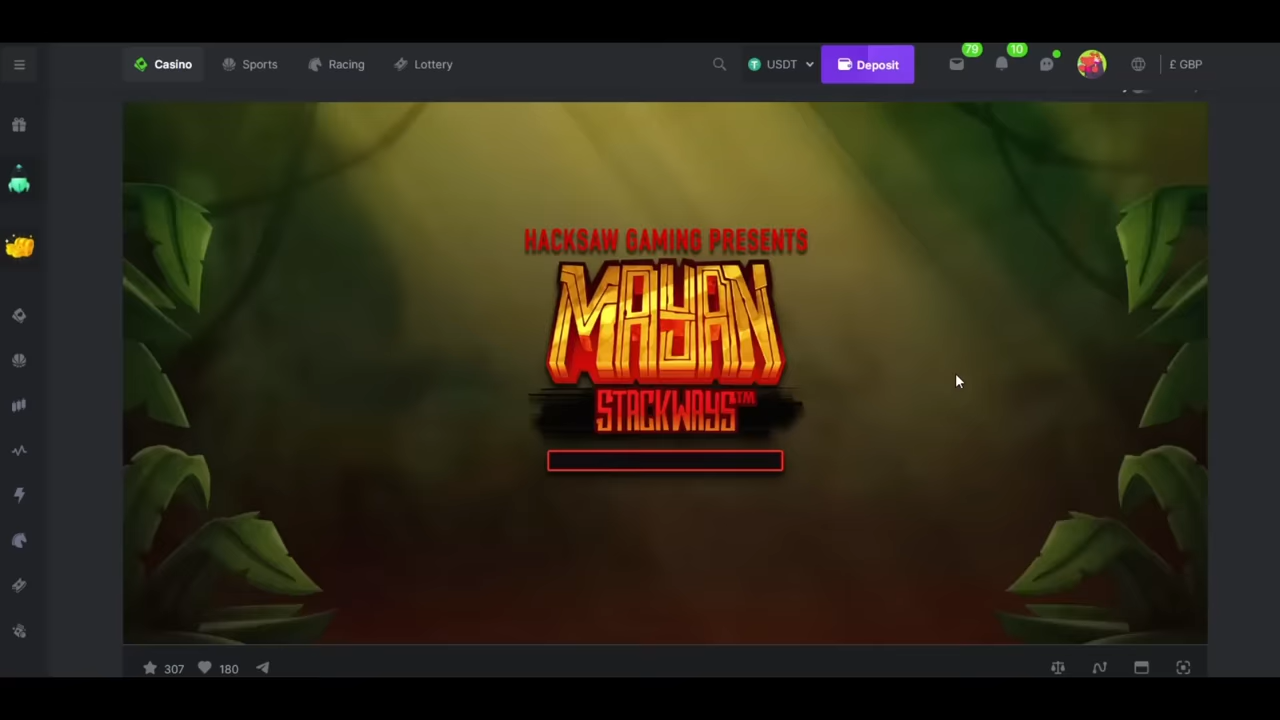 Casino Sports Racing Lottery USDT Deposit 79 10 £ GBP
HACKSAW GAMING PRESENTS
MAYAN
STACKWAYS™
307 180